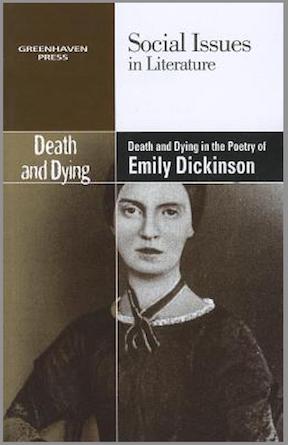 GREENHAVEN
PRESS
Social Issues
in Literature
Death
and Dying
Death and Dying in the Poetry of
Emily Dickinson